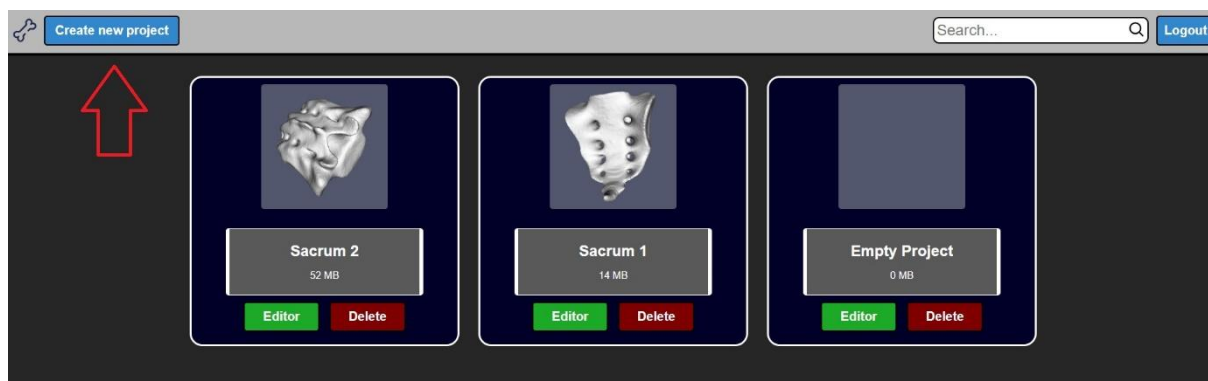 Create new project
Search...
Logout
Sacrum 2
52 MB
Editor Delete
Sacrum 1
14 MB
Editor Delete
Empty Project
0 MB
Editor Delete